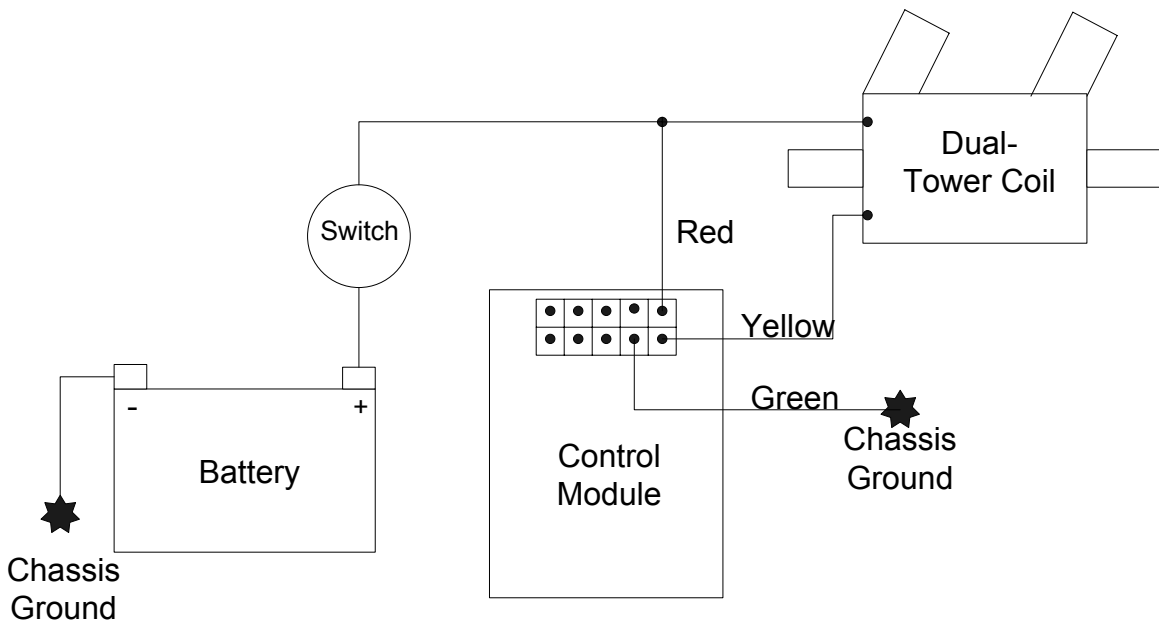 Dual-
Tower Coil
Switch
Red
Yellow
- +
Green
Battery
Control
Module
Chassis
Ground
Chassis
Ground